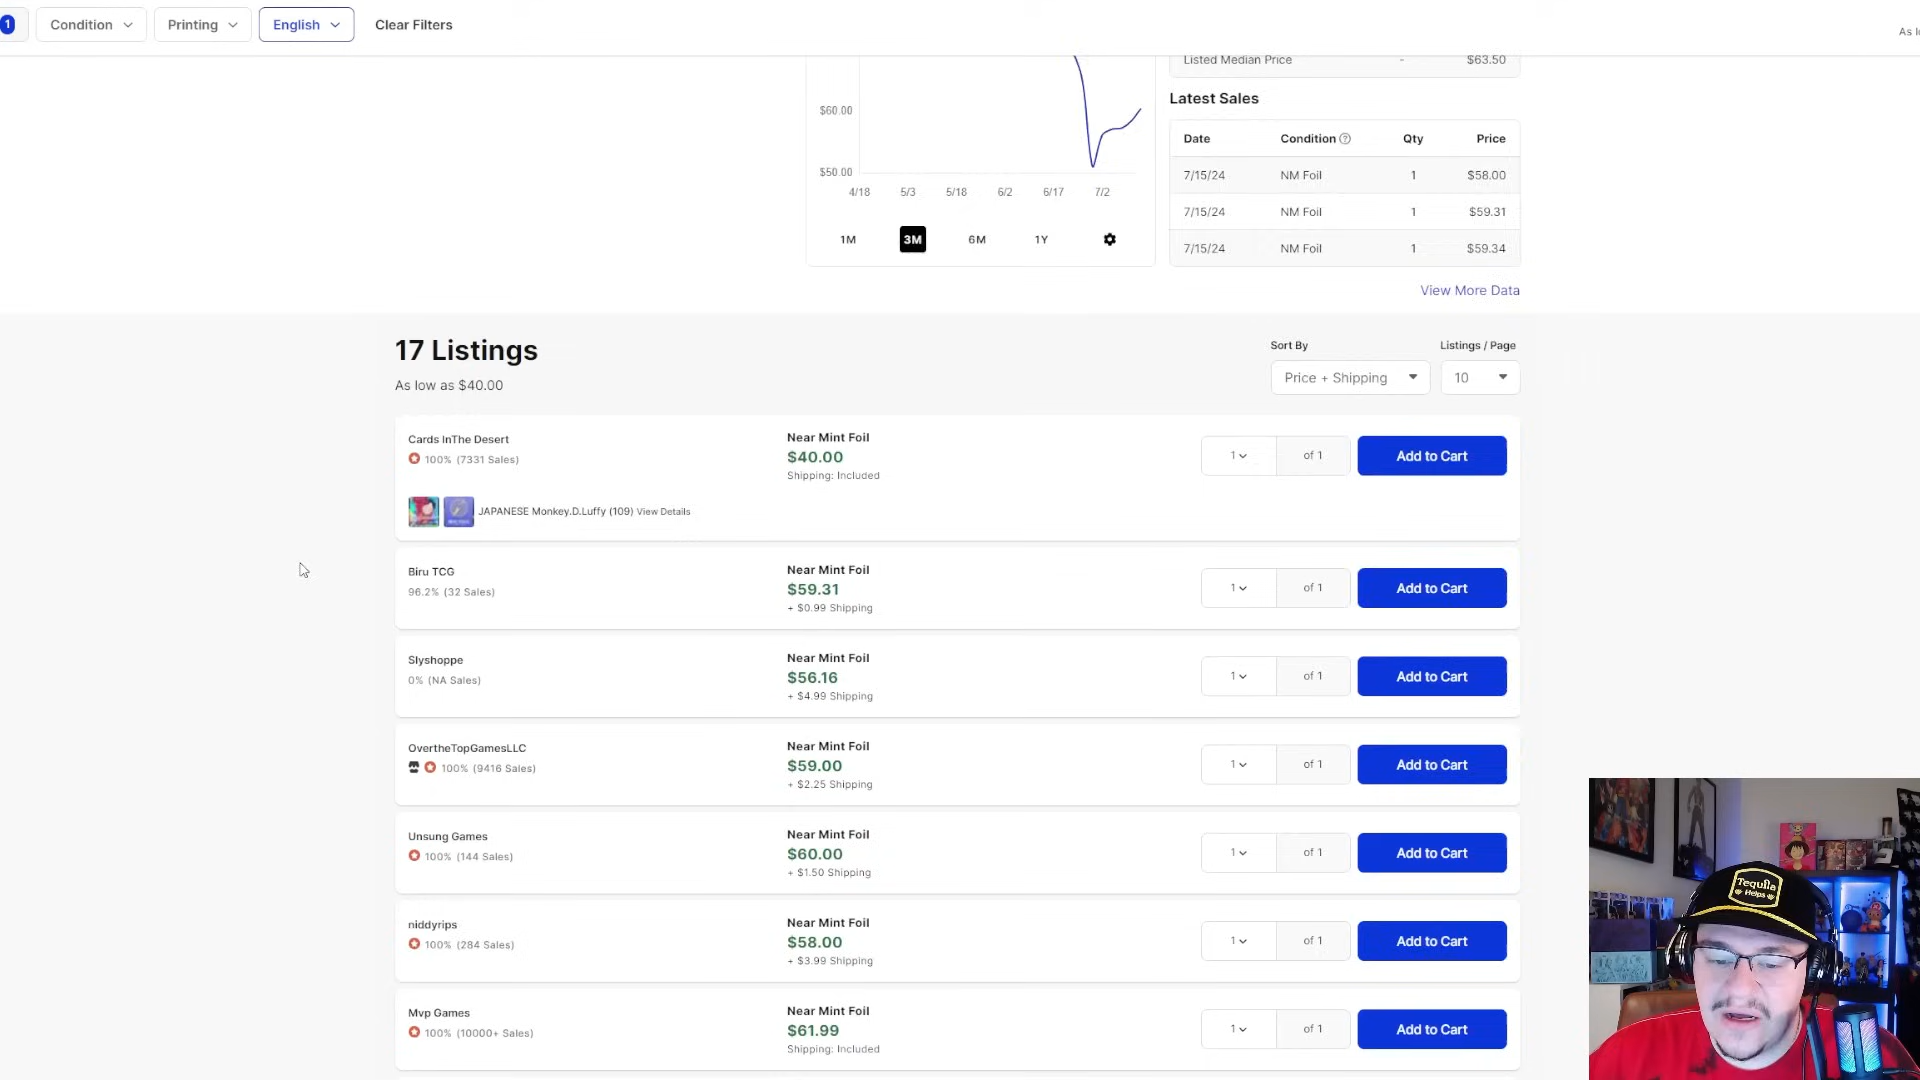 1
Condition
Printing
English
Clear Filters
As lo
Listed Median Price - $63.50
$60.00
$50.00
4/18 5/3 5/18 6/2 6/17 7/2
1M 3M 6M 1Y
Latest Sales
Date Condition Qty Price
7/15/24 NM Foil 1 $58.00
7/15/24 NM Foil 1 $59.31
7/15/24 NM Foil 1 $59.34
View More Data
17 Listings
As low as $40.00
Sort By
Price + Shipping
Listings / Page
10
Cards InThe Desert
100% (7331 Sales)
Near Mint Foil
$40.00
Shipping: Included
1 of 1
Add to Cart
JAPANESE Monkey.D.Luffy (109) View Details
Biru TCG
96.2% (32 Sales)
Near Mint Foil
$59.31
+ $0.99 Shipping
1 of 1
Add to Cart
Slyshoppe
0% (NA Sales)
Near Mint Foil
$56.16
+ $4.99 Shipping
1 of 1
Add to Cart
OvertheTopGamesLLC
100% (9416 Sales)
Near Mint Foil
$59.00
+ $2.25 Shipping
1 of 1
Add to Cart
Unsung Games
100% (144 Sales)
Near Mint Foil
$60.00
+ $1.50 Shipping
1 of 1
Add to Cart
niddyrips
100% (284 Sales)
Near Mint Foil
$58.00
+ $3.99 Shipping
1 of 1
Add to Cart
Mvp Games
100% (10000+ Sales)
Near Mint Foil
$61.99
Shipping: Included
1 of 1
Add to Cart
Tequila
Helps